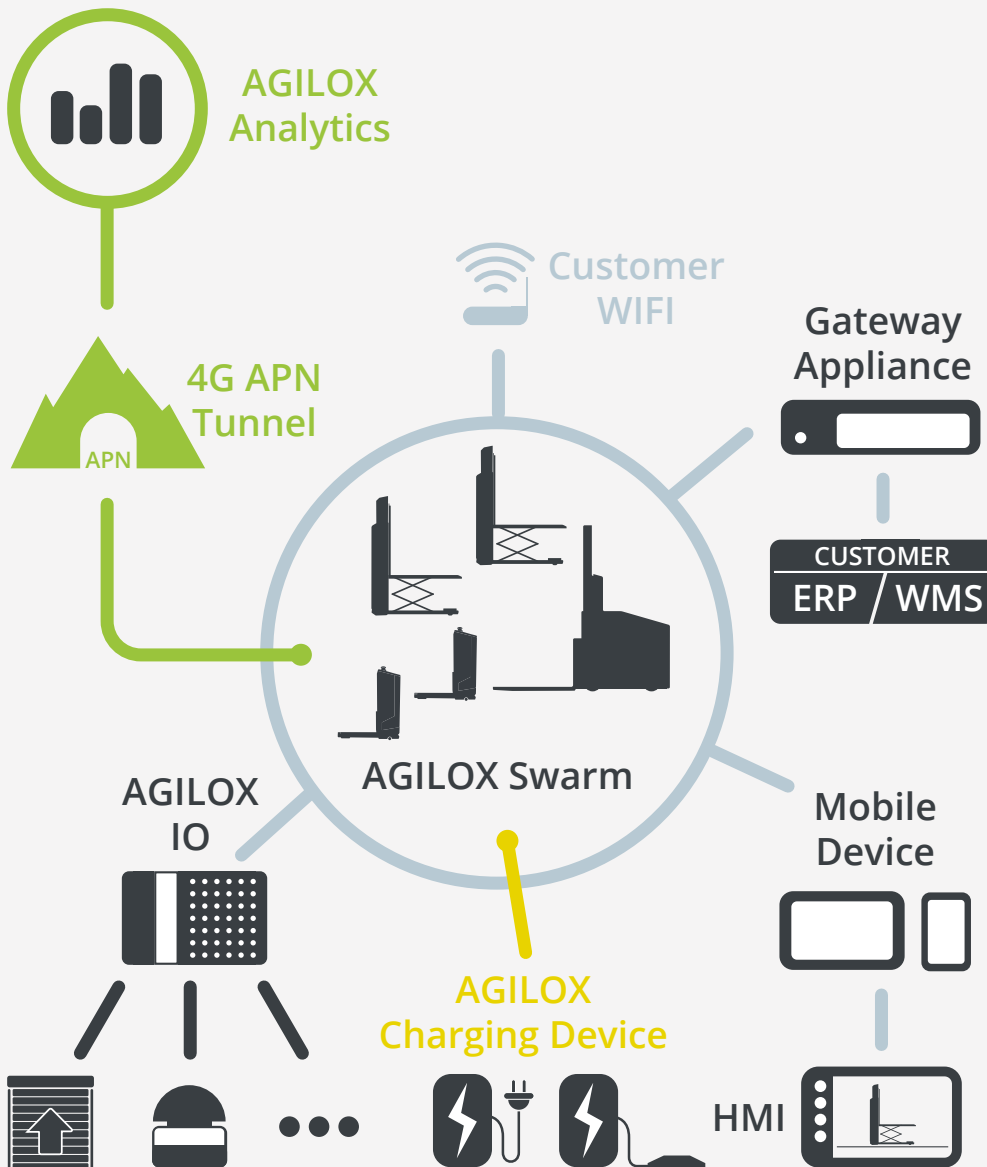 AGILOX
Analytics
Customer
WIFI
Gateway
Appliance
4G APN
Tunnel
APN
CUSTOMER
ERP / WMS
AGILOX Swarm
AGILOX
IO
Mobile
Device
AGILOX
Charging Device
HMI